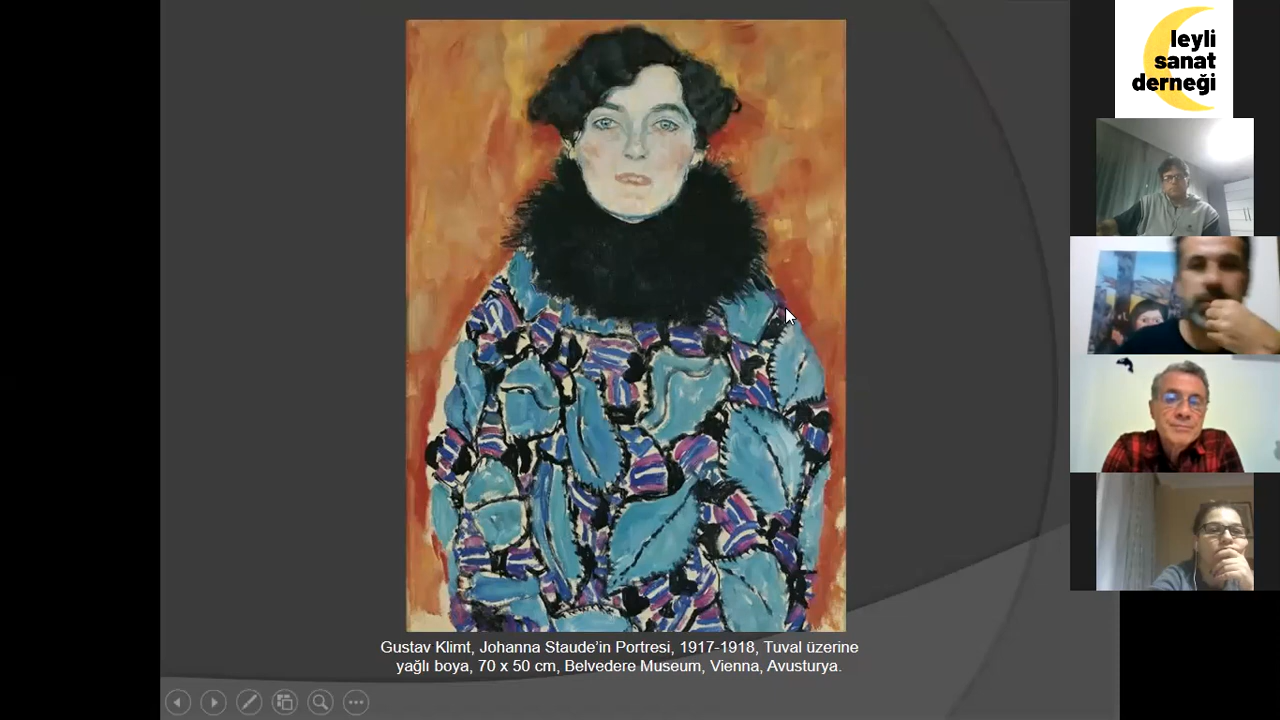 leyli
sanat
derneği
Gustav Klimt, Johanna Staude'in Portresi, 1917-1918, Tuval üzerine
yağlı boya, 70 x 50 cm, Belvedere Museum, Vienna, Avusturya.